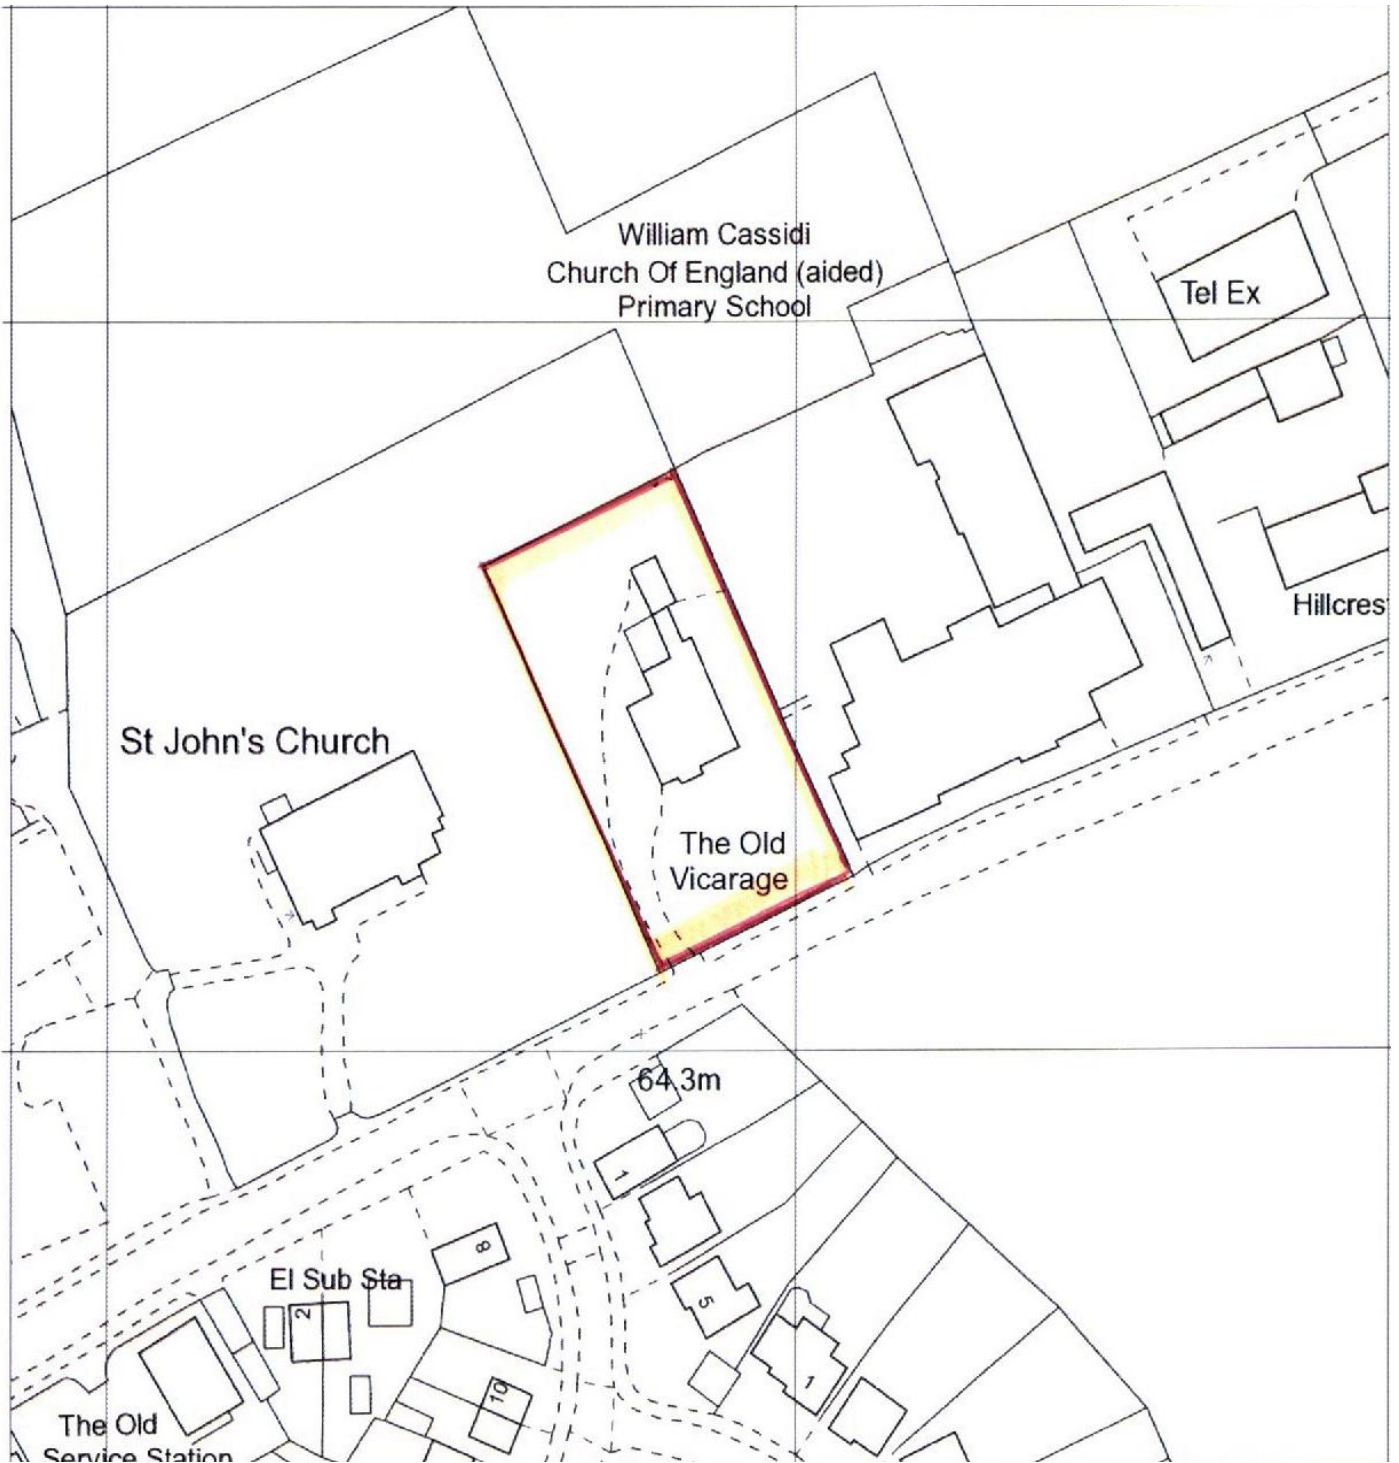 William Cassidi
Church Of England (aided)
Primary School
Tel Ex
Hillcres
St John's Church
The Old
Vicarage
64.3m
1
8
El Sub Sta
2
5
1
10
The Old
Service Station